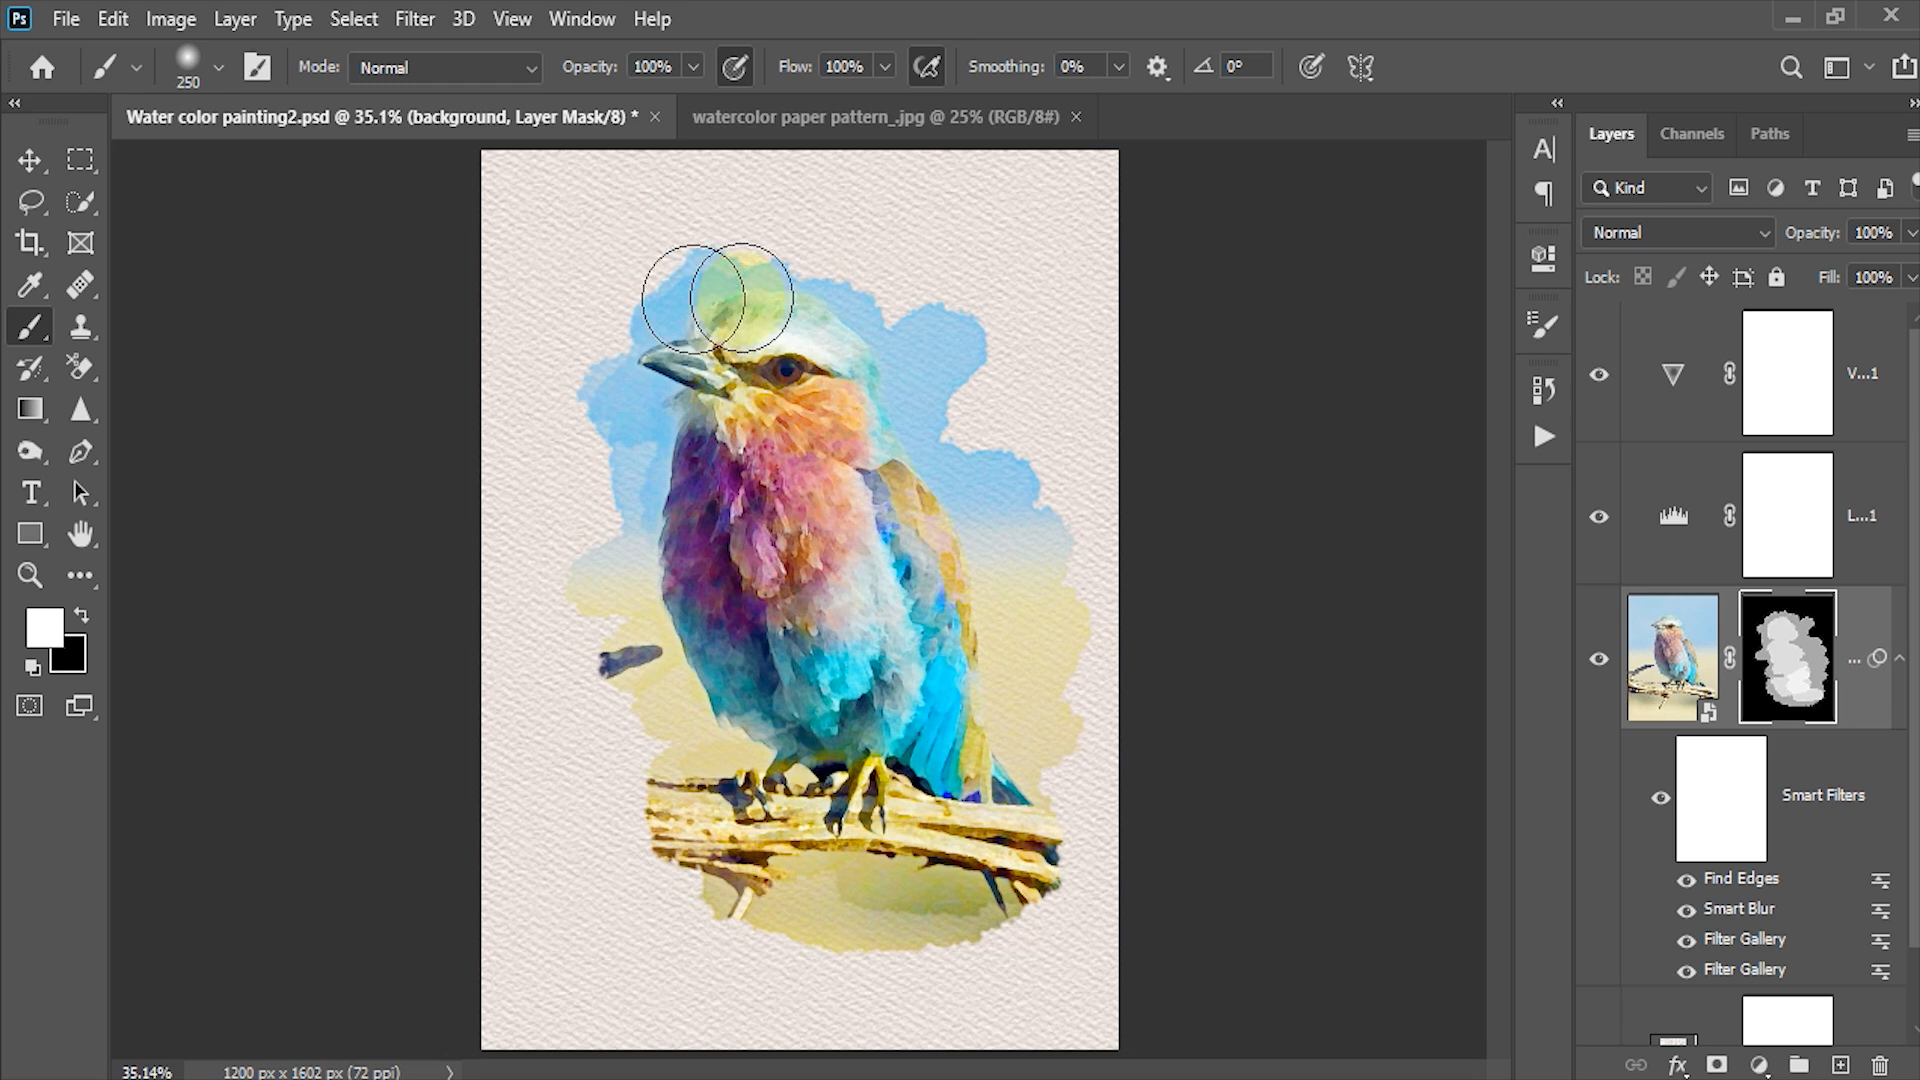 Ps File Edit Image Layer Type Select Filter 3D View Window Help
250 Mode: Normal Opacity: 100% Flow: 100% Smoothing: 0% 0°
Water color painting2.psd @ 35.1% (background, Layer Mask/8) * × watercolor paper pattern_.jpg @ 25% (RGB/8#) ×
Layers Channels Paths
Kind
Normal Opacity: 100%
Lock: Fill: 100%
V...1
L...1
...
Smart Filters
Find Edges
Smart Blur
Filter Gallery
Filter Gallery
35.14% 1200 px x 1602 px (72 ppi)